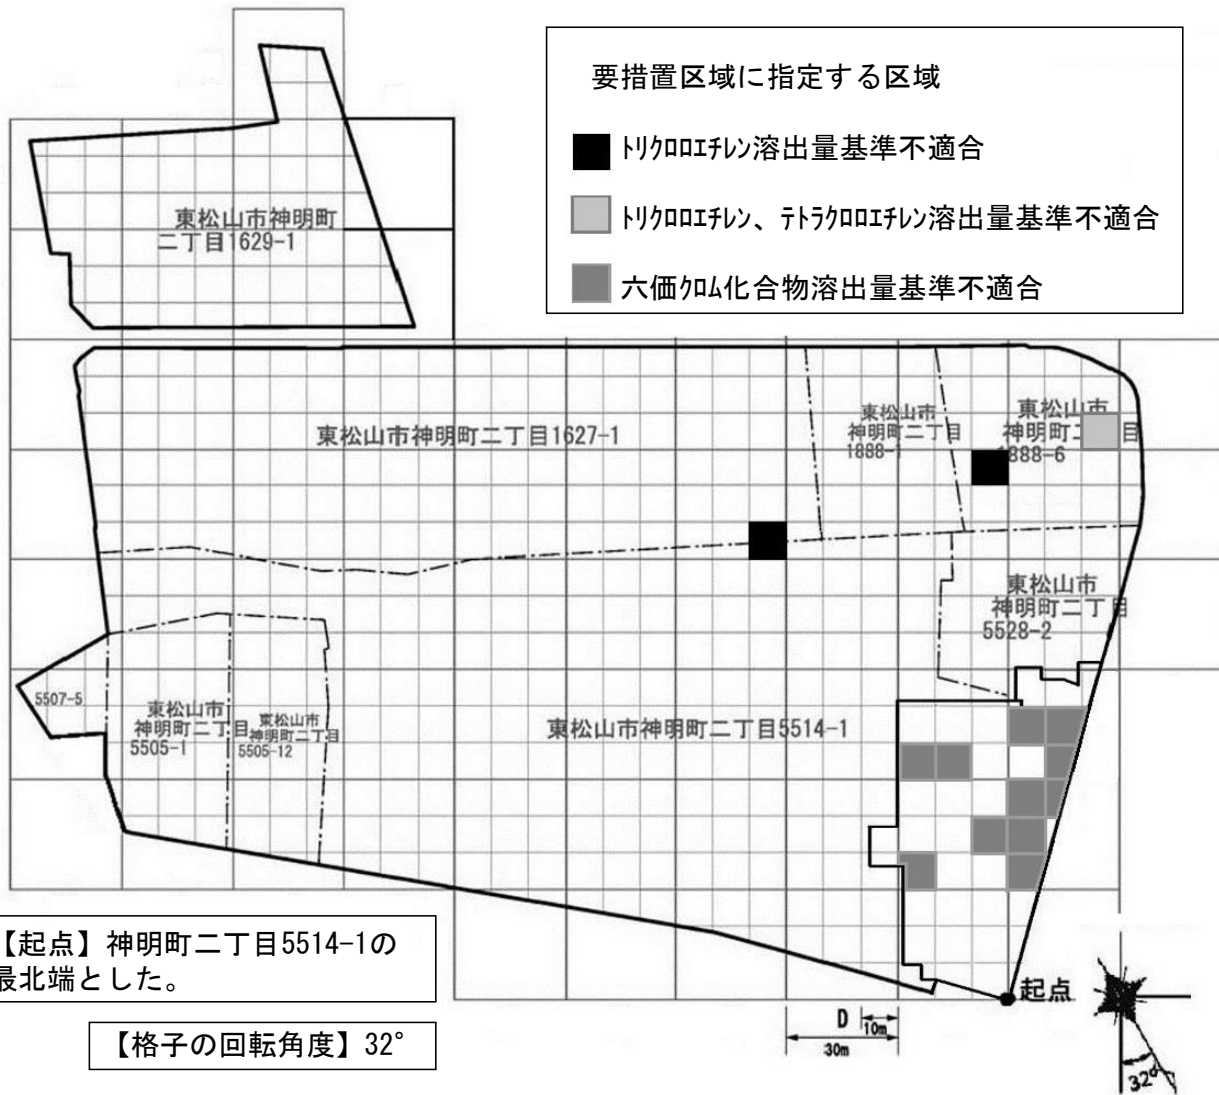 要措置区域に指定する区域
ﾄﾘｸﾛﾛｴﾁﾚﾝ溶出量基準不適合
ﾄﾘｸﾛﾛｴﾁﾚﾝ、ﾃﾄﾗｸﾛﾛｴﾁﾚﾝ溶出量基準不適合
六価ｸﾛﾑ化合物溶出量基準不適合
東松山市神明町
二丁目1629-1
東松山市神明町二丁目1627-1
東松山市
神明町二丁目
1888-1
東松山市
神明町二丁目
1888-6
東松山市
神明町二丁目
5528-2
5507-5
東松山市
神明町二丁目
5505-1
東松山市
神明町二丁目
5505-12
東松山市神明町二丁目5514-1
【起点】神明町二丁目5514-1の
最北端とした。
【格子の回転角度】32°
起点
D
10m
30m
32°